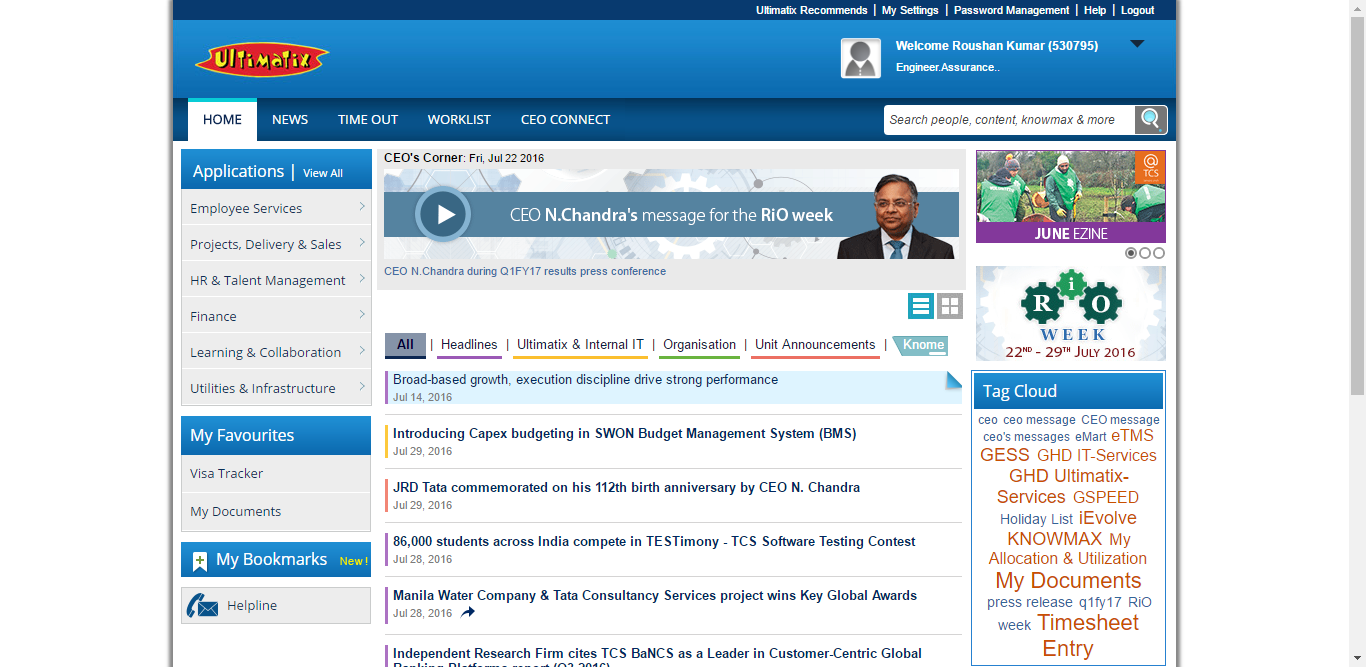 Ultimatix Recommends | My Settings | Password Management | Help | Logout
Ultimatix
Welcome Roushan Kumar (530795)
Engineer.Assurance..
HOME NEWS TIME OUT WORKLIST CEO CONNECT
Search people, content, knowmax & more
Applications | View All
Employee Services
Projects, Delivery & Sales
HR & Talent Management
Finance
Learning & Collaboration
Utilities & Infrastructure
My Favourites
Visa Tracker
My Documents
My Bookmarks New!
Helpline
CEO's Corner: Fri, Jul 22 2016
CEO N.Chandra's message for the RiO week
CEO N.Chandra during Q1FY17 results press conference
All | Headlines | Ultimatix & Internal IT | Organisation | Unit Announcements | Knome
Broad-based growth, execution discipline drive strong performance
Jul 14, 2016
Introducing Capex budgeting in SWON Budget Management System (BMS)
Jul 29, 2016
JRD Tata commemorated on his 112th birth anniversary by CEO N. Chandra
Jul 29, 2016
86,000 students across India compete in TESTimony - TCS Software Testing Contest
Jul 28, 2016
Manila Water Company & Tata Consultancy Services project wins Key Global Awards
Jul 28, 2016
Independent Research Firm cites TCS BaNCS as a Leader in Customer-Centric Global
Banking Platforms report (Q3 2016)
@
TCS
JUNE EZINE
R i O
WEEK
22ND - 29TH JULY 2016
Tag Cloud
ceo ceo message CEO message
ceo's messages eMart eTMS
GESS GHD IT-Services
GHD Ultimatix-
Services GSPEED
Holiday List iEvolve
KNOWMAX My
Allocation & Utilization
My Documents
press release q1fy17 RiO
week Timesheet
Entry